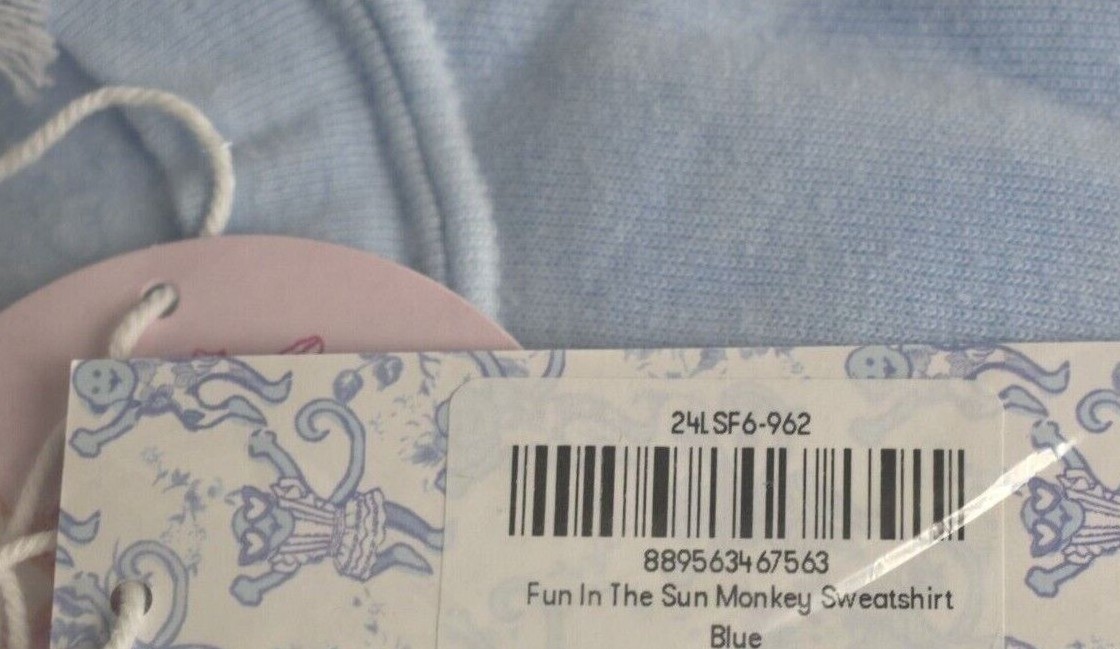 24LSF6-962
889563467563
Fun In The Sun Monkey Sweatshirt
Blue